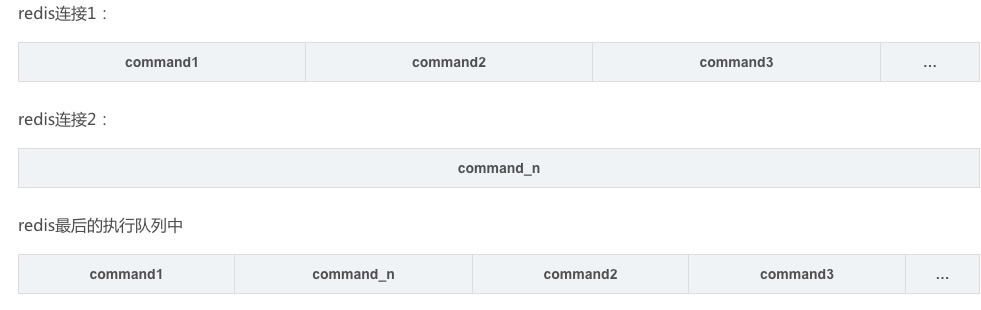 redis连接1：
command1 command2 command3 ...
redis连接2：
command_n
redis最后的执行队列中
command1 command_n command2 command3 ...